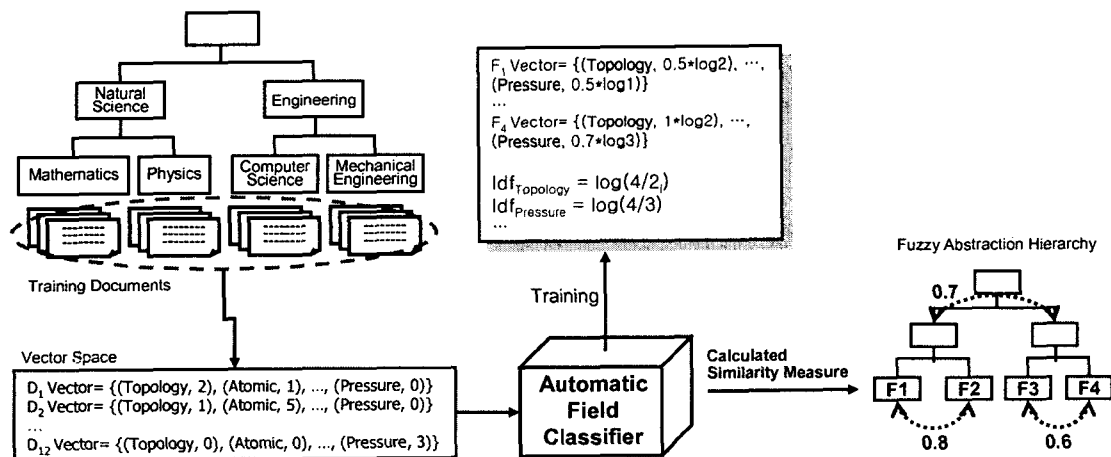 Natural
Science
Engineering
Mathematics
Physics
Computer
Science
Mechanical
Engineering
Training Documents
Vector Space
D1 Vector= {(Topology, 2), (Atomic, 1), ..., (Pressure, 0)}
D2 Vector= {(Topology, 1), (Atomic, 5), ..., (Pressure, 0)}
...
D12 Vector= {(Topology, 0), (Atomic, 0), ..., (Pressure, 3)}
F1 Vector= {(Topology, 0.5*log2), ...,
(Pressure, 0.5*log1)}
...
F4 Vector= {(Topology, 1*log2), ...,
(Pressure, 0.7*log3)}
IdfTopology = log(4/2)
IdfPressure = log(4/3)
...
Training
Automatic
Field
Classifier
Calculated
Similarity Measure
Fuzzy Abstraction Hierarchy
0.7
F1
F2
F3
F4
0.8
0.6